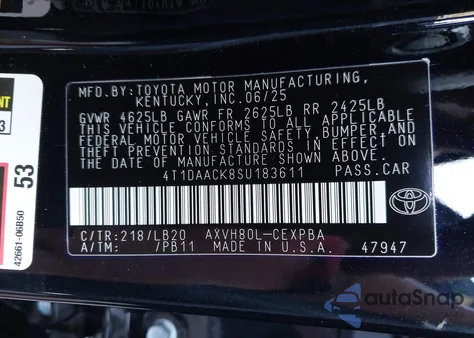 MFD.BY:TOYOTA MOTOR MANUFACTURING,
KENTUCKY, INC. 06/25
GVWR 4625LB GAWR FR 2625LB RR 2425LB
THIS VEHICLE CONFORMS TO ALL APPLICABLE
FEDERAL MOTOR VEHICLE SAFETY, BUMPER, AND
THEFT PREVENTION STANDARDS IN EFFECT ON
THE DATE OF MANUFACTURE SHOWN ABOVE.
4T1DAACK8SU183611 PASS.CAR
C/TR:218/LB20 AXVH80L-CEXPBA
A/TM: /PB11 MADE IN U.S.A. 47947
53
42661-06B50
autoSnap